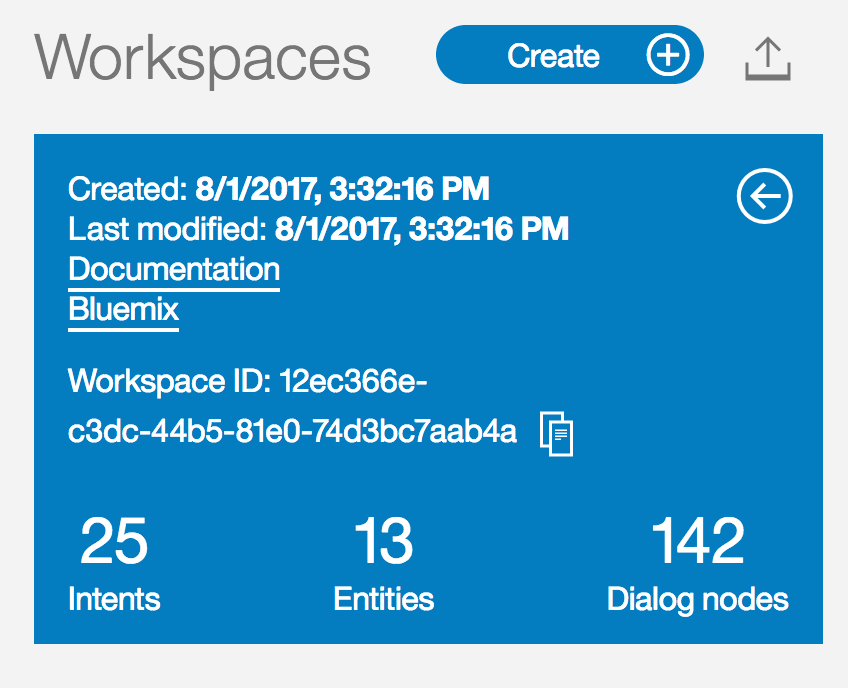 Workspaces
Create
Created: 8/1/2017, 3:32:16 PM
Last modified: 8/1/2017, 3:32:16 PM
Documentation
Bluemix
Workspace ID: 12ec366e-
c3dc-44b5-81e0-74d3bc7aab4a
25 13 142
Intents Entities Dialog nodes